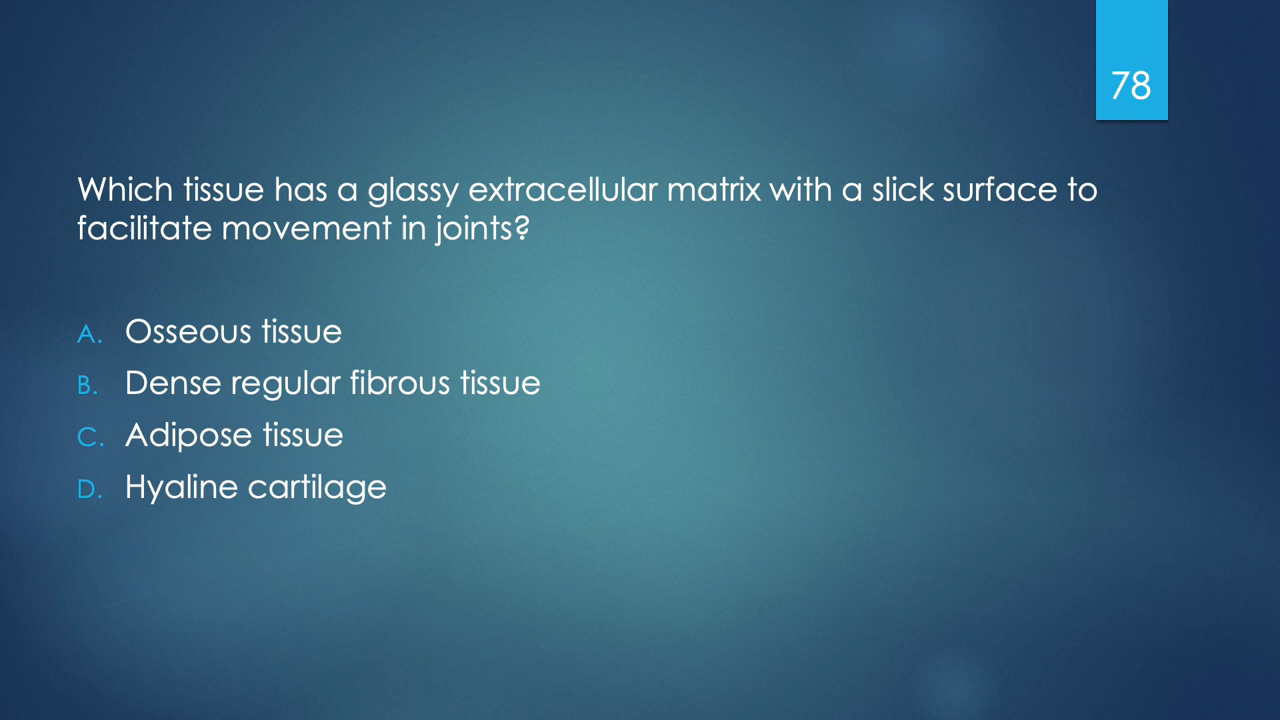 78
Which tissue has a glassy extracellular matrix with a slick surface to
facilitate movement in joints?
A. Osseous tissue
B. Dense regular fibrous tissue
C. Adipose tissue
D. Hyaline cartilage